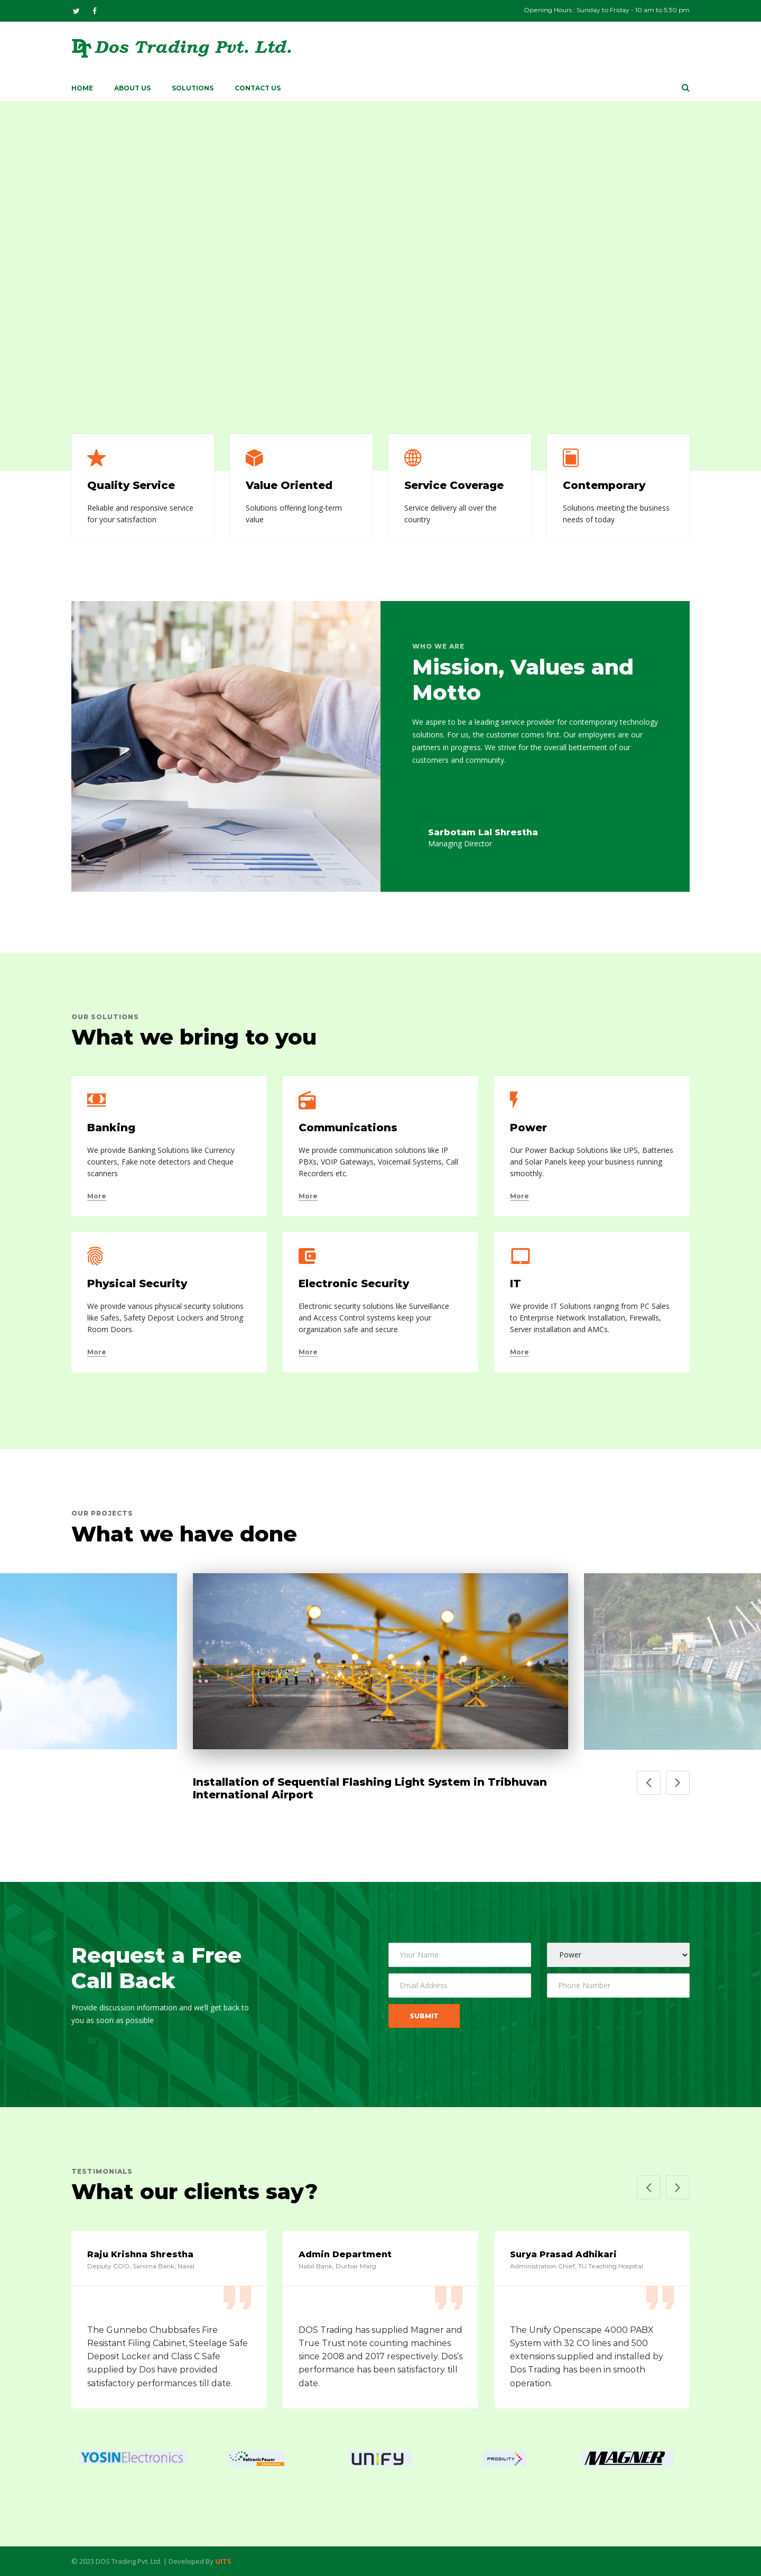 Opening Hours : Sunday to Friday - 10 am to 5:30 pm
DT Dos Trading Pvt. Ltd.
HOME ABOUT US SOLUTIONS CONTACT US
Quality Service
Reliable and responsive service
for your satisfaction
Value Oriented
Solutions offering long-term
value
Service Coverage
Service delivery all over the
country
Contemporary
Solutions meeting the business
needs of today
WHO WE ARE
Mission, Values and
Motto
We aspire to be a leading service provider for contemporary technology
solutions. For us, the customer comes first. Our employees are our
partners in progress. We strive for the overall betterment of our
customers and community.
Sarbotam Lal Shrestha
Managing Director
OUR SOLUTIONS
What we bring to you
Banking
We provide Banking Solutions like Currency
counters, Fake note detectors and Cheque
scanners
More
Communications
We provide communication solutions like IP
PBXs, VOIP Gateways, Voicemail Systems, Call
Recorders etc.
More
Power
Our Power Backup Solutions like UPS, Batteries
and Solar Panels keep your business running
smoothly.
More
Physical Security
We provide various physical security solutions
like Safes, Safety Deposit Lockers and Strong
Room Doors.
More
Electronic Security
Electronic security solutions like Surveillance
and Access Control systems keep your
organization safe and secure.
More
IT
We provide IT Solutions ranging from PC Sales
to Enterprise Network Installation, Firewalls,
Server installation and AMCs.
More
OUR PROJECTS
What we have done
Installation of Sequential Flashing Light System in Tribhuvan
International Airport
Request a Free
Call Back
Provide discussion information and we'll get back to
you as soon as possible
Your Name
Power
Email Address
Phone Number
SUBMIT
TESTIMONIALS
What our clients say?
Raju Krishna Shrestha
Deputy COO, Sanima Bank, Naxal
The Gunnebo Chubbsafes Fire
Resistant Filing Cabinet, Steelage Safe
Deposit Locker and Class C Safe
supplied by Dos have provided
satisfactory performances till date.
Admin Department
Nabil Bank, Durbar Marg
DOS Trading has supplied Magner and
True Trust note counting machines
since 2008 and 2017 respectively. Dos's
performance has been satisfactory till
date.
Surya Prasad Adhikari
Administration Chief, TU Teaching Hospital
The Unify Openscape 4000 PABX
System with 32 CO lines and 500
extensions supplied and installed by
Dos Trading has been in smooth
operation.
YOSINElectronics
VoltronicPower
UNIFY
PROSILITY
MAGNER
© 2023 DOS Trading Pvt. Ltd. | Developed By UITS